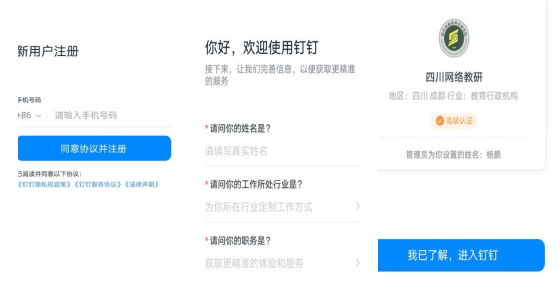 新用户注册
手机号码
+86
请输入手机号码
同意协议并注册
已阅读并同意以下协议：
《钉钉隐私权政策》《钉钉服务协议》《法律声明》
你好，欢迎使用钉钉
接下来，让我们完善信息，以便获取更精准
的服务
*请问你的姓名是？
请填写真实姓名
*请问你的工作所处行业是？
为你所在行业定制工作方式
*请问你的职务是？
获取更精准的体验和服务
四川网络教研
地区：四川 成都 行业：教育行政机构
高级认证
管理员为你设置的姓名：杨鹏
我已了解，进入钉钉